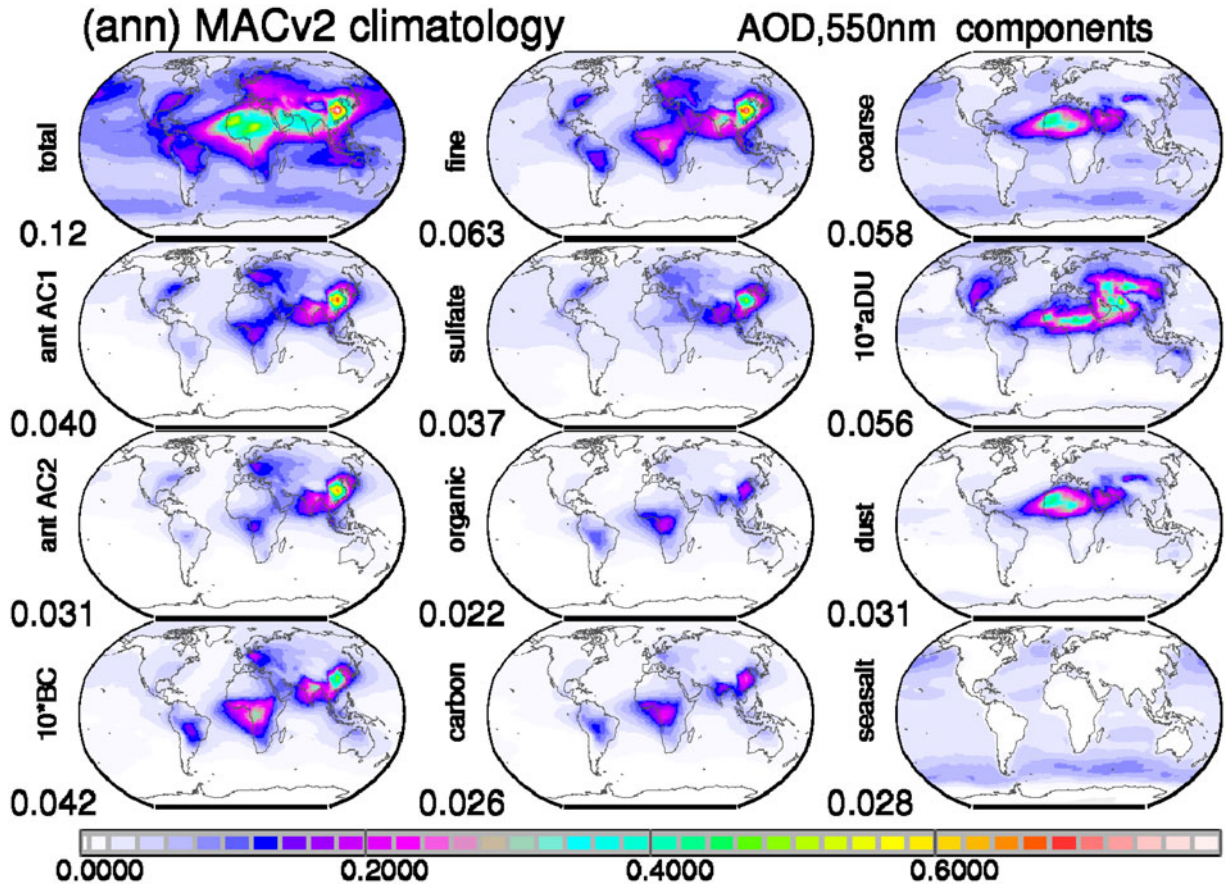 (ann) MACv2 climatology AOD,550nm components
total
0.12
fine
0.063
coarse
0.058
ant AC1
0.040
sulfate
0.037
10*aDU
0.056
ant AC2
0.031
organic
0.022
dust
0.031
10*BC
0.042
carbon
0.026
seasalt
0.028
0.0000 0.2000 0.4000 0.6000